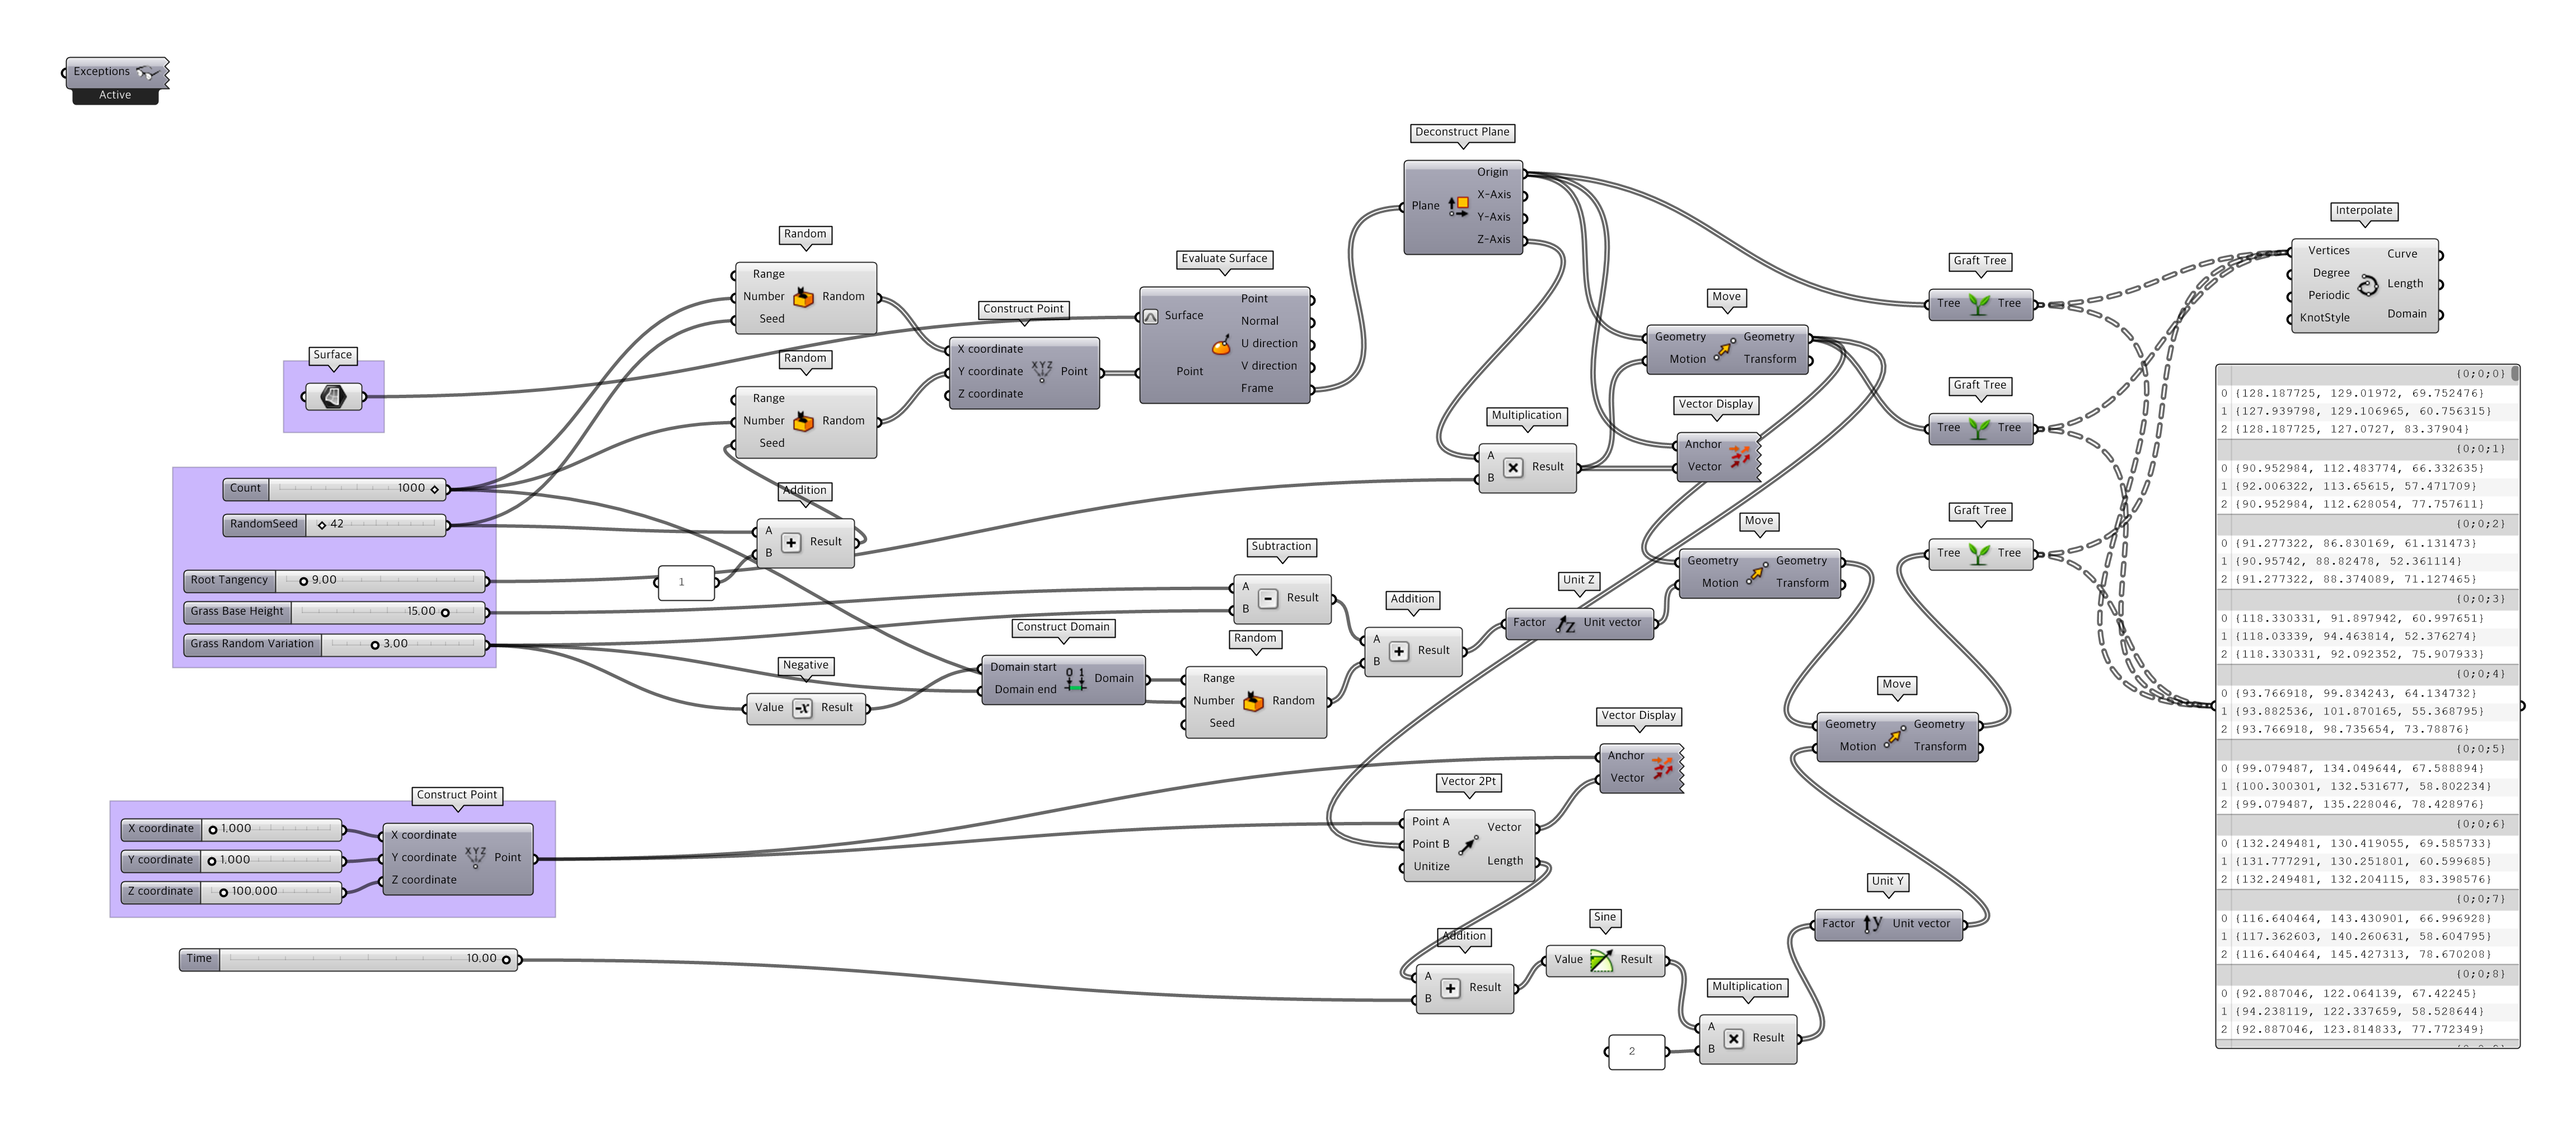 Exceptions
Active
Surface
Count
1000
RandomSeed
42
Root Tangency
9.00
Grass Base Height
15.00
Grass Random Variation
3.00
Construct Point
X coordinate
1.000
Y coordinate
1.000
Z coordinate
100.000
X coordinate
Y coordinate
Z coordinate
Point
Time
10.00
Random
Range
Number
Seed
Random
Random
Range
Number
Seed
Random
Addition
A
B
Result
1
Negative
Value
-x
Result
Construct Point
X coordinate
Y coordinate
Z coordinate
XYZ
Point
Construct Domain
Domain start
Domain end
0 1
Domain
Evaluate Surface
Surface
Point
Point
Normal
U direction
V direction
Frame
Subtraction
A
B
Result
Random
Range
Number
Seed
Random
Addition
A
B
Result
Deconstruct Plane
Plane
Origin
X-Axis
Y-Axis
Z-Axis
Multiplication
A
B
Result
Vector Display
Anchor
Vector
Move
Geometry
Motion
Geometry
Transform
Unit Z
Factor
Z
Unit vector
Move
Geometry
Motion
Geometry
Transform
Vector Display
Anchor
Vector
Vector 2Pt
Point A
Point B
Unitize
Vector
Length
Addition
A
B
Result
Sine
Value
Result
Multiplication
A
B
Result
2
Unit Y
Factor
y
Unit vector
Move
Geometry
Motion
Geometry
Transform
Graft Tree
Tree
Tree
Graft Tree
Tree
Tree
Graft Tree
Tree
Tree
Interpolate
Vertices
Degree
Periodic
KnotStyle
Curve
Length
Domain
{0;0;0}
0 {128.187725, 129.01972, 69.752476}
1 {127.939798, 129.106965, 60.756315}
2 {128.187725, 127.0727, 83.37904}
{0;0;1}
0 {90.952984, 112.483774, 66.332635}
1 {92.006322, 113.65615, 57.471709}
2 {90.952984, 112.628054, 77.757611}
{0;0;2}
0 {91.277322, 86.830169, 61.131473}
1 {90.95742, 88.82478, 52.361114}
2 {91.277322, 88.374089, 71.127465}
{0;0;3}
0 {118.330331, 91.897942, 60.997651}
1 {118.03339, 94.463814, 52.376274}
2 {118.330331, 92.092352, 75.907933}
{0;0;4}
0 {93.766918, 99.834243, 64.134732}
1 {93.882536, 101.870165, 55.368795}
2 {93.766918, 98.735654, 73.78876}
{0;0;5}
0 {99.079487, 134.049644, 67.588894}
1 {100.300301, 132.531677, 58.802234}
2 {99.079487, 135.228046, 78.428976}
{0;0;6}
0 {132.249481, 130.419055, 69.585733}
1 {131.777291, 130.251801, 60.599685}
2 {132.249481, 132.204115, 83.398576}
{0;0;7}
0 {116.640464, 143.430901, 66.996928}
1 {117.362603, 140.260631, 58.604795}
2 {116.640464, 145.427313, 78.670208}
{0;0;8}
0 {92.887046, 122.064139, 67.42245}
1 {94.238119, 122.337659, 58.528644}
2 {92.887046, 123.814833, 77.772349}